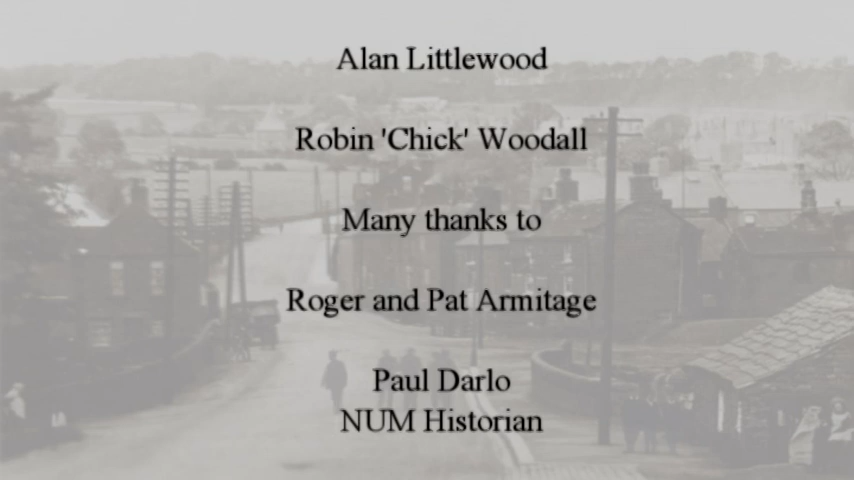 Alan Littlewood
Robin 'Chick' Woodall
Many thanks to
Roger and Pat Armitage
Paul Darlo
NUM Historian